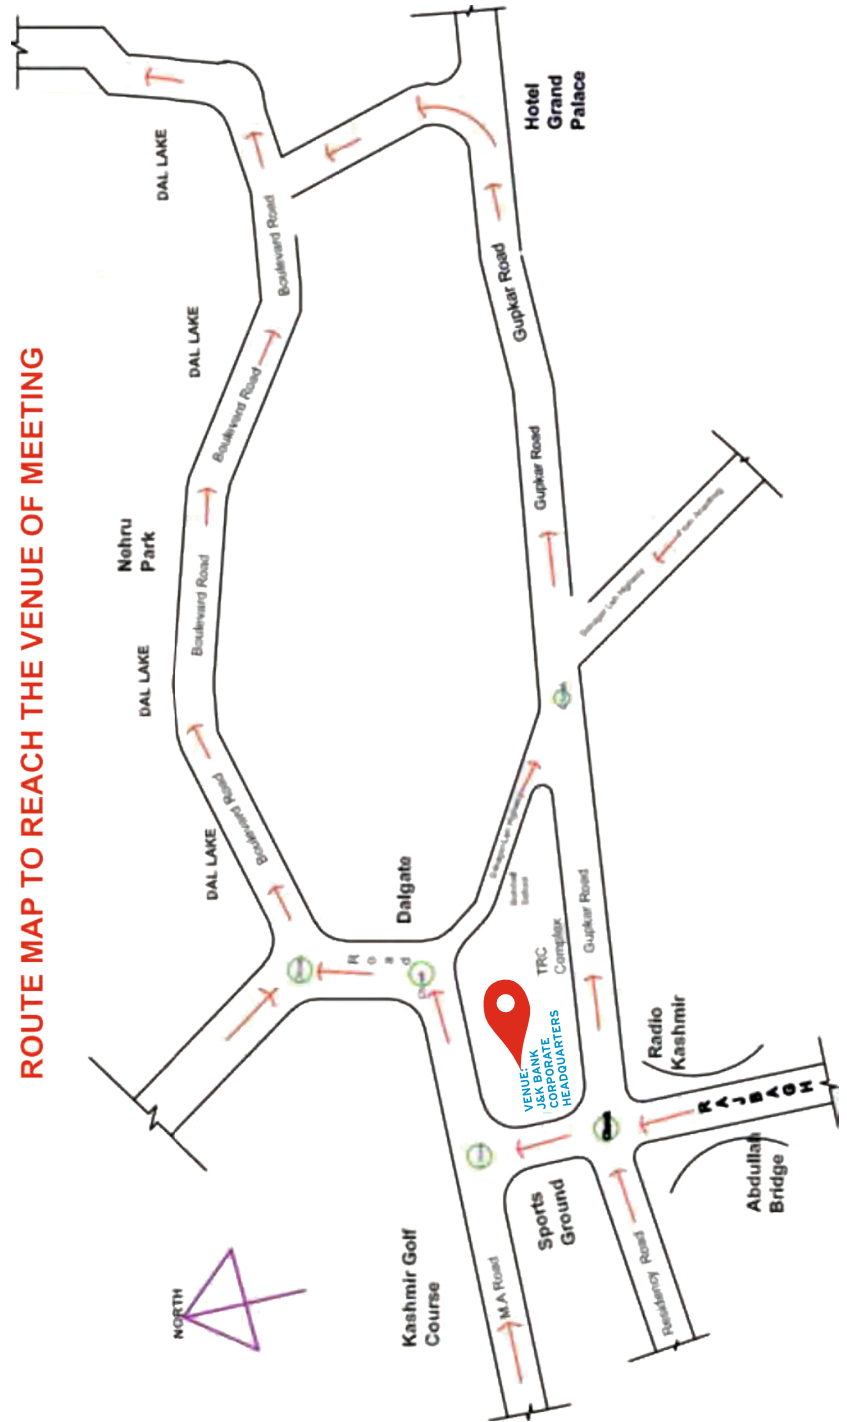 ROUTE MAP TO REACH THE VENUE OF MEETING
DAL LAKE
DAL LAKE
DAL LAKE
DAL LAKE
Nehru
Park
Boulevard Road
Boulevard Road
Boulevard Road
Boulevard Road
Hotel
Grand
Palace
Gupkar Road
Gupkar Road
Gupkar Road
Dalgate
Road
TRC
Complex
VENUE:
J&K BANK
CORPORATE
HEADQUARTERS
Radio
Kashmir
RAJBAGH
Abdullah
Bridge
Sports
Ground
Residency Road
M.A Road
Kashmir Golf
Course
NORTH